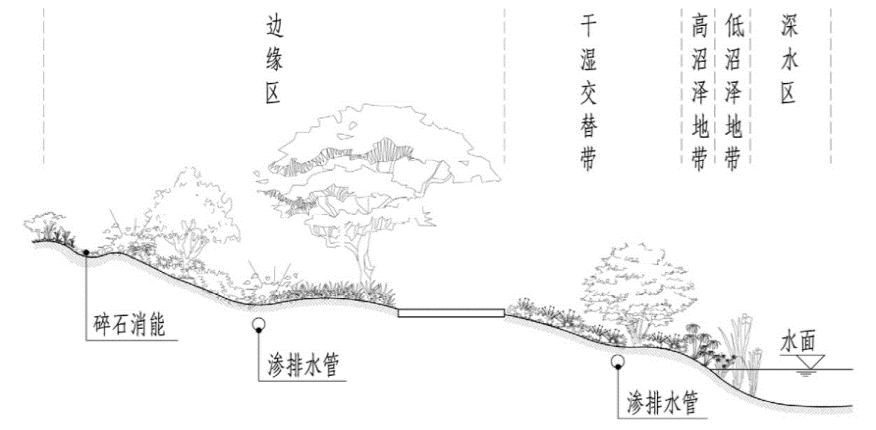 边缘区
干湿交替带
高沼泽地带
低沼泽地带
深水区
碎石消能
渗排水管
水面
渗排水管